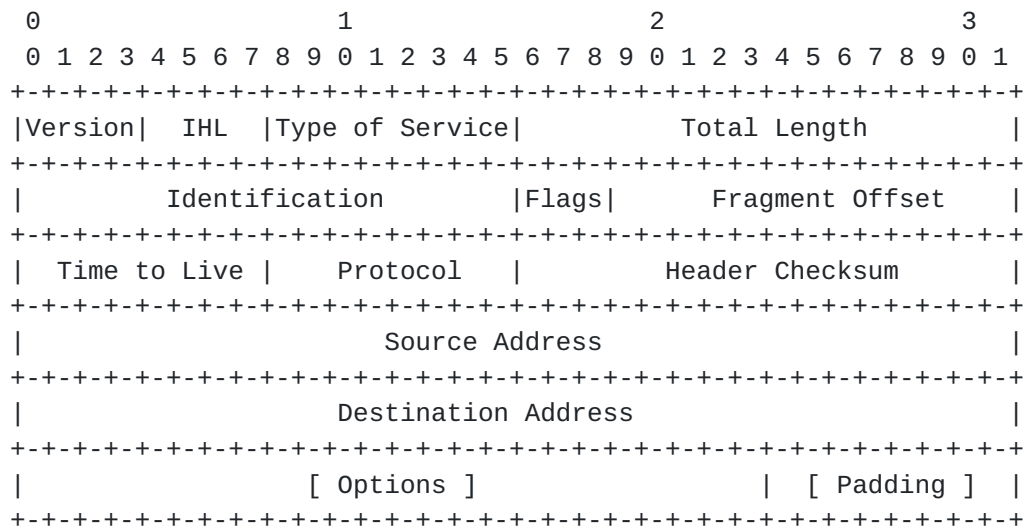 0                   1                   2                   3
 0 1 2 3 4 5 6 7 8 9 0 1 2 3 4 5 6 7 8 9 0 1 2 3 4 5 6 7 8 9 0 1
+-+-+-+-+-+-+-+-+-+-+-+-+-+-+-+-+-+-+-+-+-+-+-+-+-+-+-+-+-+-+-+-+
|Version|  IHL  |Type of Service|          Total Length         |
+-+-+-+-+-+-+-+-+-+-+-+-+-+-+-+-+-+-+-+-+-+-+-+-+-+-+-+-+-+-+-+-+
|         Identification        |Flags|      Fragment Offset    |
+-+-+-+-+-+-+-+-+-+-+-+-+-+-+-+-+-+-+-+-+-+-+-+-+-+-+-+-+-+-+-+-+
|  Time to Live |    Protocol   |         Header Checksum       |
+-+-+-+-+-+-+-+-+-+-+-+-+-+-+-+-+-+-+-+-+-+-+-+-+-+-+-+-+-+-+-+-+
|                       Source Address                          |
+-+-+-+-+-+-+-+-+-+-+-+-+-+-+-+-+-+-+-+-+-+-+-+-+-+-+-+-+-+-+-+-+
|                    Destination Address                        |
+-+-+-+-+-+-+-+-+-+-+-+-+-+-+-+-+-+-+-+-+-+-+-+-+-+-+-+-+-+-+-+-+
|                  [ Options ]                  |  [ Padding ]  |
+-+-+-+-+-+-+-+-+-+-+-+-+-+-+-+-+-+-+-+-+-+-+-+-+-+-+-+-+-+-+-+-+